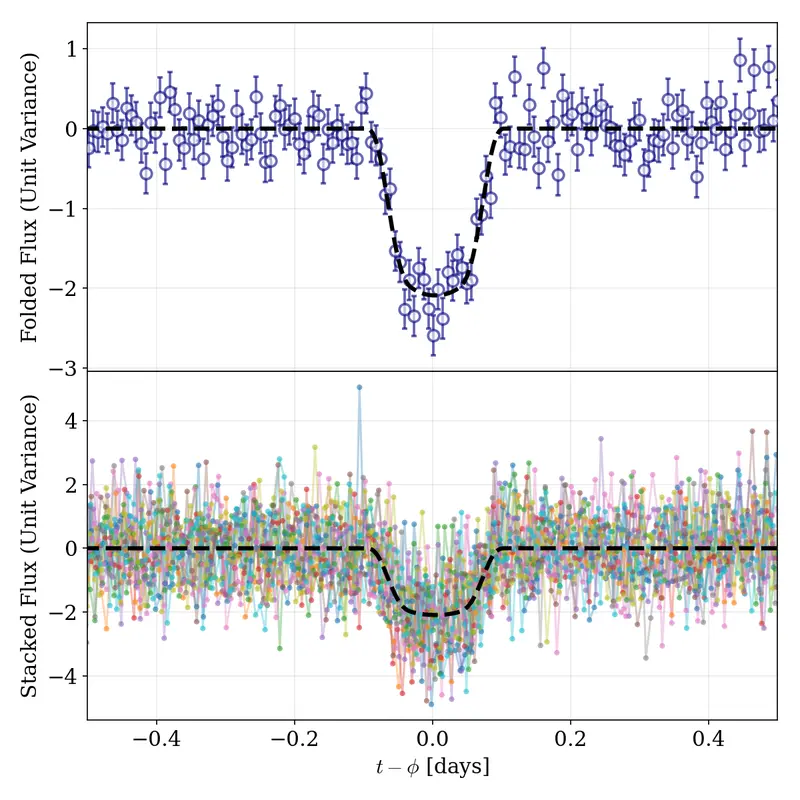 Folded Flux (Unit Variance)
1
0
−1
−2
−3
Stacked Flux (Unit Variance)
4
2
0
−2
−4
−0.4 −0.2 0.0 0.2 0.4
t − ϕ [days]